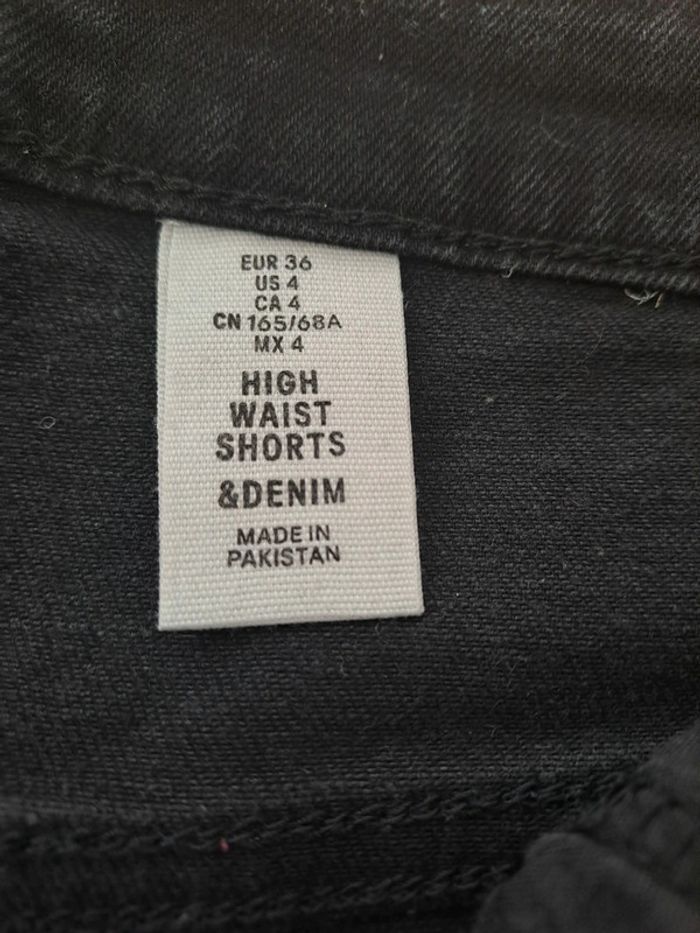 EUR 36
US 4
CA 4
CN 165/68A
MX 4
HIGH
WAIST
SHORTS
&DENIM
MADE IN
PAKISTAN